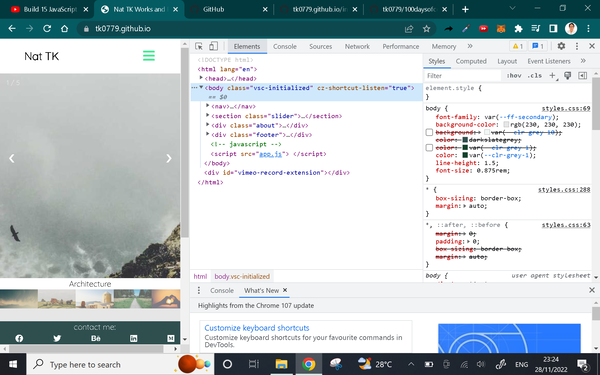 Build 15 JavaScript
Nat TK Works and
GitHub
tk0779.github.io/in
tk0779/100daysof
tk0779.github.io
Nat TK
1 / 9
‹
›
Architecture
contact me:
Elements
Console
Sources
Network
Performance
Memory
»
1
1
<!DOCTYPE html>
<html lang="en">
<head>…</head>
<body class="vsc-initialized" cz-shortcut-listen="true">
== $0
<nav>…</nav>
<section class="slider">…</section>
<div class="about">…</div>
<div class="footer">…</div>
<!-- javascript -->
<script src="app.js"> </script>
</body>
<div id="vimeo-record-extension"></div>
</html>
html
body.vsc-initialized
Styles
Computed
Layout
Event Listeners
»
Filter
:hov
.cls
+
element.style {
}
body {
styles.css:69
font-family: var(--ff-secondary);
background-color: rgb(230, 230, 230);
background: var(--clr-grey-10);
color: darkslategrey;
color: var(--clr-grey-1);
color: var(--clr-grey-1);
line-height: 1.5;
font-size: 0.875rem;
}
* {
styles.css:288
box-sizing: border-box;
margin: auto;
}
*, ::after, ::before {
styles.css:63
margin: 0;
padding: 0;
box-sizing: border-box;
margin: auto;
}
body {
user agent stylesheet
Console
What's New
×
Highlights from the Chrome 107 update
Customize keyboard shortcuts
Customize keyboard shortcuts for your favourite commands in
DevTools.
Type here to search
28°C
ENG
23:24
28/11/2022
2